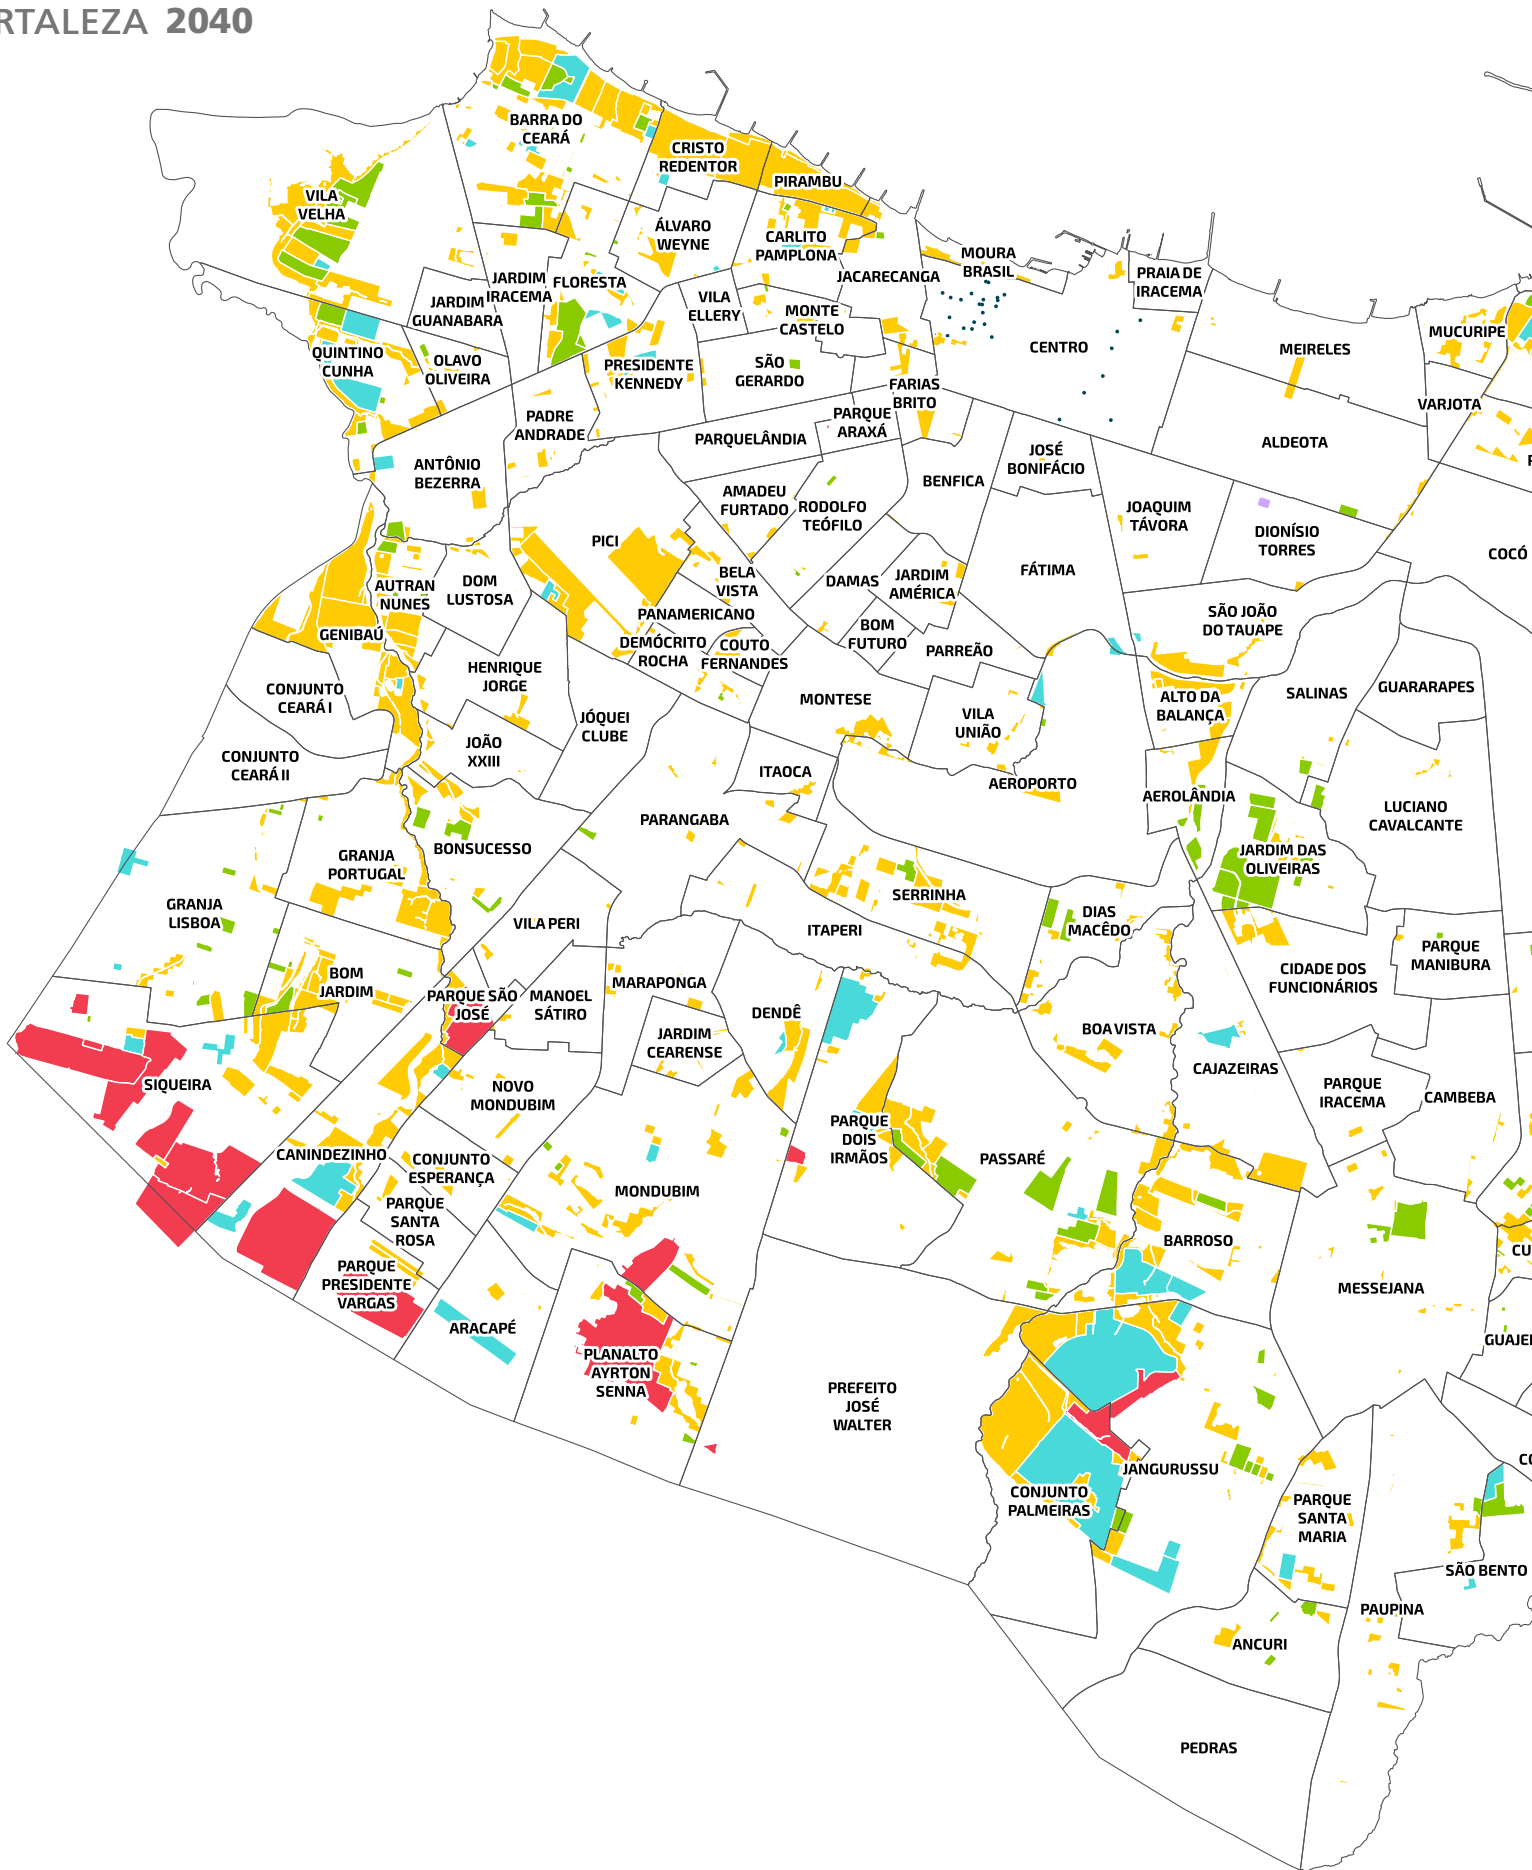 RTALEZA 2040
BARRA DO
CEARÁ
CRISTO
REDENTOR
PIRAMBU
VILA
VELHA
ÁLVARO
WEYNE
CARLITO
PAMPLONA
JACARECANGA
MOURA
BRASIL
PRAIA DE
IRACEMA
JARDIM
IRACEMA
FLORESTA
JARDIM
GUANABARA
VILA
ELLERY
MONTE
CASTELO
CENTRO
MEIRELES
MUCURIPE
QUINTINO
CUNHA
OLAVO
OLIVEIRA
PRESIDENTE
KENNEDY
SÃO
GERARDO
FARIAS
BRITO
VARJOTA
PADRE
ANDRADE
PARQUELÂNDIA
PARQUE
ARAXÁ
ALDEOTA
ANTÔNIO
BEZERRA
JOSÉ
BONIFÁCIO
BENFICA
AMADEU
FURTADO
RODOLFO
TEÓFILO
JOAQUIM
TÁVORA
DIONÍSIO
TORRES
COCÓ
PICI
BELA
VISTA
DAMAS
JARDIM
AMÉRICA
FÁTIMA
AUTRAN
NUNES
DOM
LUSTOSA
PANAMERICANO
SÃO JOÃO
DO TAUAPE
GENIBAÚ
DEMÓCRITO
ROCHA
COUTO
FERNANDES
BOM
FUTURO
PARREÃO
HENRIQUE
JORGE
CONJUNTO
CEARÁ I
MONTESE
VILA
UNIÃO
ALTO DA
BALANÇA
SALINAS
GUARARAPES
JÓQUEI
CLUBE
JOÃO
XXIII
CONJUNTO
CEARÁ II
ITAOCA
AEROPORTO
AEROLÂNDIA
LUCIANO
CAVALCANTE
PARANGABA
BONSUCESSO
GRANJA
PORTUGAL
JARDIM DAS
OLIVEIRAS
SERRINHA
GRANJA
LISBOA
VILA PERI
ITAPERI
DIAS
MACÊDO
PARQUE
MANIBURA
CIDADE DOS
FUNCIONÁRIOS
BOM
JARDIM
PARQUE SÃO
JOSÉ
MANOEL
SÁTIRO
MARAPONGA
DENDÊ
BOA VISTA
JARDIM
CEARENSE
CAJAZEIRAS
SIQUEIRA
NOVO
MONDUBIM
PARQUE
IRACEMA
CAMBEBA
PARQUE
DOIS
IRMÃOS
CANINDEZINHO
CONJUNTO
ESPERANÇA
PASSARÉ
MONDUBIM
PARQUE
SANTA
ROSA
BARROSO
CU
PARQUE
PRESIDENTE
VARGAS
MESSEJANA
ARACAPÉ
GUAJE
PLANALTO
AYRTON
SENNA
PREFEITO
JOSÉ
WALTER
JANGURUSSU
CONJUNTO
PALMEIRAS
PARQUE
SANTA
MARIA
SÃO BENTO
PAUPINA
ANCURI
PEDRAS